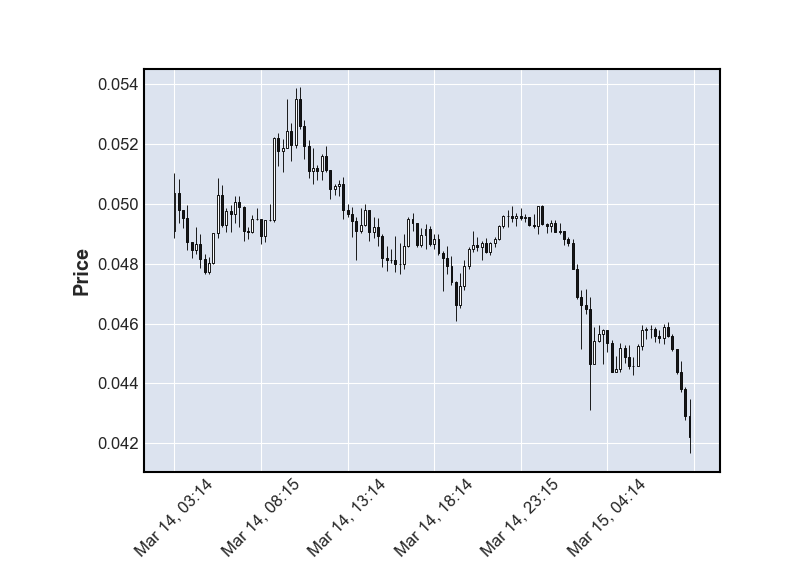 0.054
0.052
0.050
0.048
0.046
0.044
0.042
Price
Mar 14, 03:14
Mar 14, 08:15
Mar 14, 13:14
Mar 14, 18:14
Mar 14, 23:15
Mar 15, 04:14